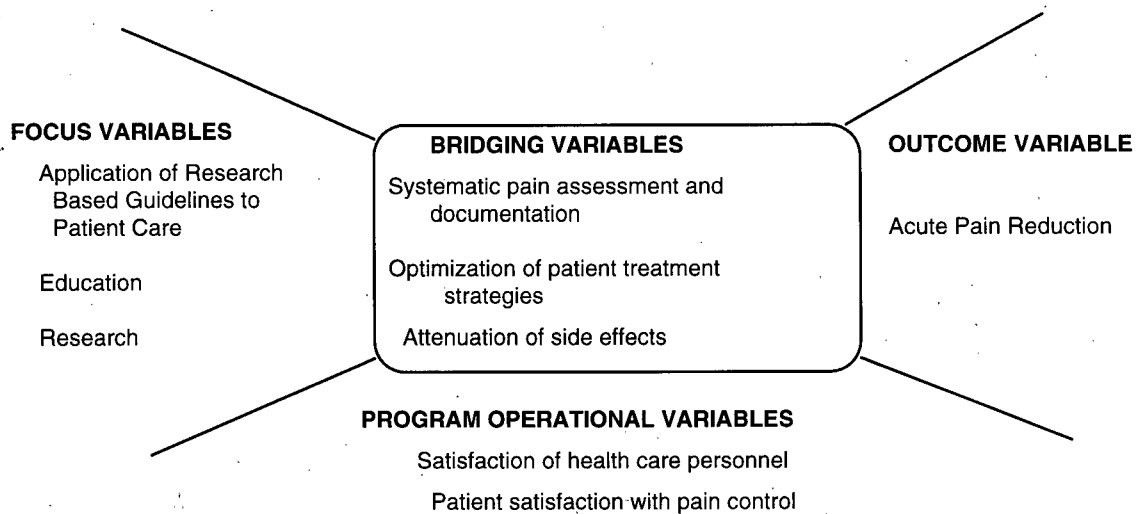 FOCUS VARIABLES
Application of Research
Based Guidelines to
Patient Care
Education
Research
BRIDGING VARIABLES
Systematic pain assessment and
documentation
Optimization of patient treatment
strategies
Attenuation of side effects
OUTCOME VARIABLE
Acute Pain Reduction
PROGRAM OPERATIONAL VARIABLES
Satisfaction of health care personnel
Patient satisfaction with pain control